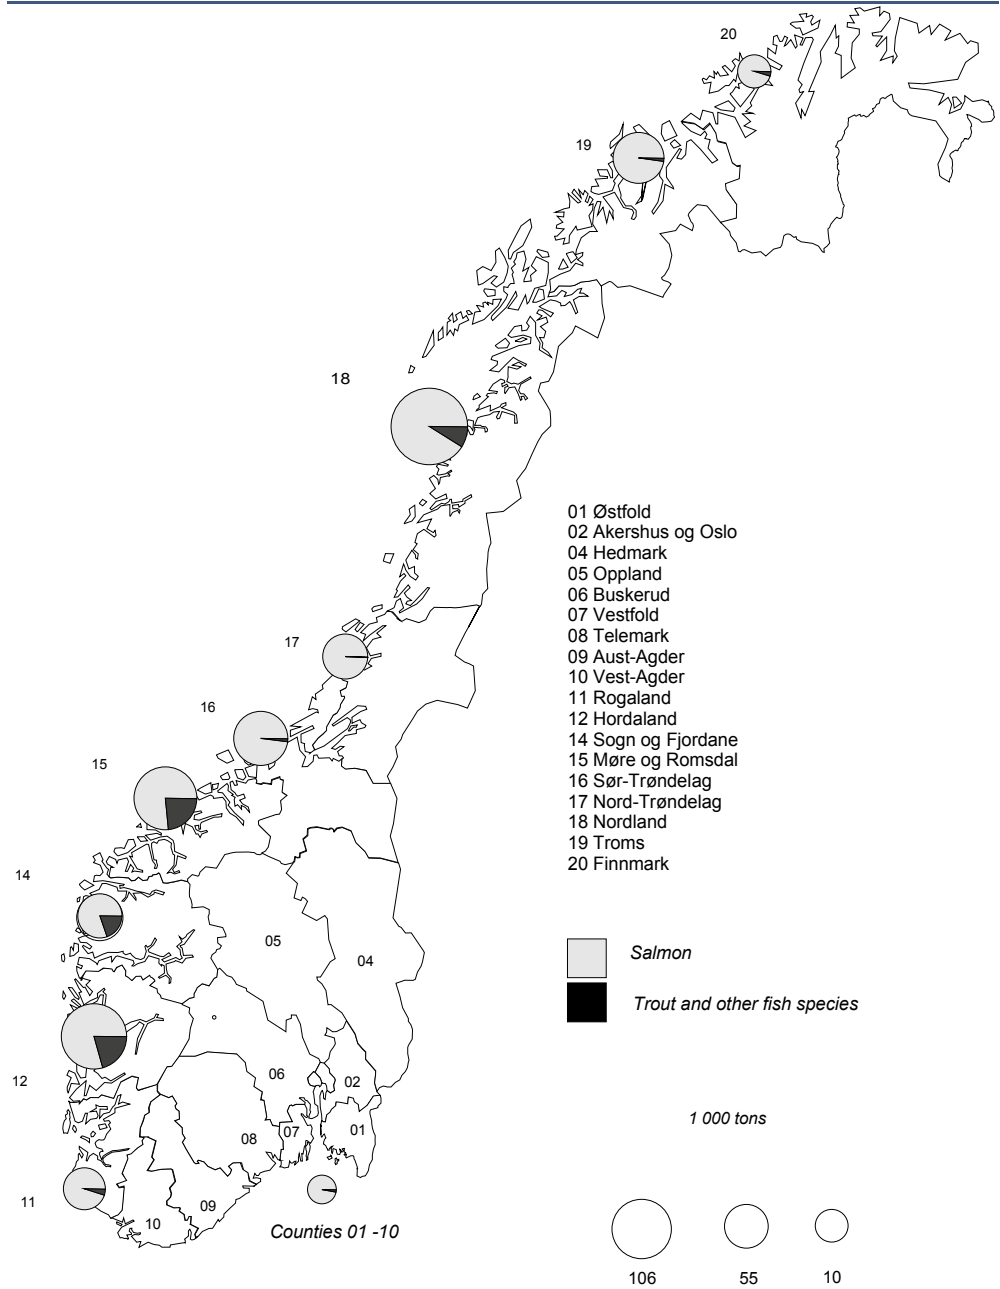 20
19
18
01 Østfold
02 Akershus og Oslo
04 Hedmark
05 Oppland
06 Buskerud
07 Vestfold
08 Telemark
09 Aust-Agder
10 Vest-Agder
11 Rogaland
12 Hordaland
14 Sogn og Fjordane
15 Møre og Romsdal
16 Sør-Trøndelag
17 Nord-Trøndelag
18 Nordland
19 Troms
20 Finnmark
17
16
15
14
05
04
Salmon
Trout and other fish species
12
06
02
07
01
08
11
09
10
Counties 01 -10
1 000 tons
106
55
10